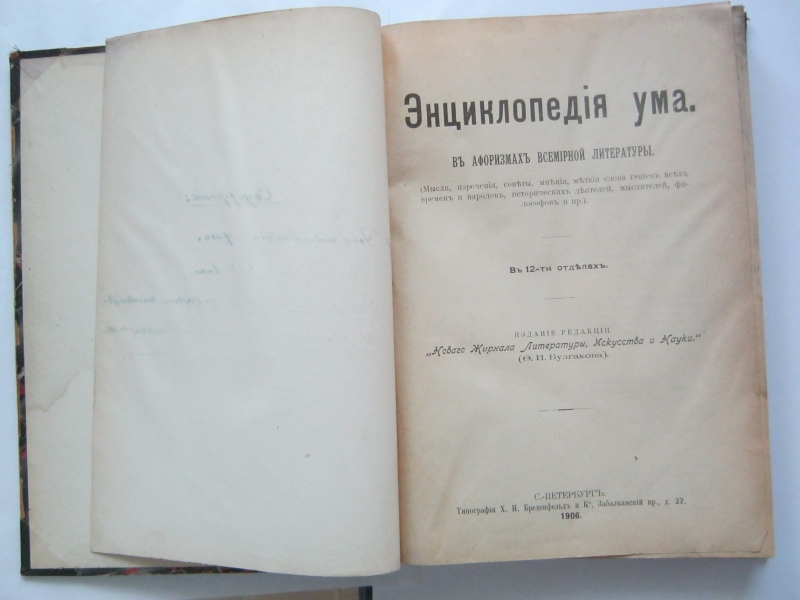 Энциклопедія ума.
ВЪ АФОРИЗМАХЪ ВСЕМІРНОЙ ЛИТЕРАТУРЫ.
(Мысли, изреченія, совѣты, мнѣнія, мѣткія слова геніевъ всѣхъ
временъ и народовъ, историческихъ дѣятелей, мыслителей, фи-
лософовъ и пр.).
Въ 12-ти отдѣлахъ.
ИЗДАНІЕ РЕДАКЦІИ
„Новаго Журнала Литературы, Искусства и Науки."
(Ѳ. И. Булгакова).
С.-ПЕТЕРБУРГЪ.
Типографія Х. И. Бреденфельдъ и Кº, Забалканскій пр., д. 22.
1906.